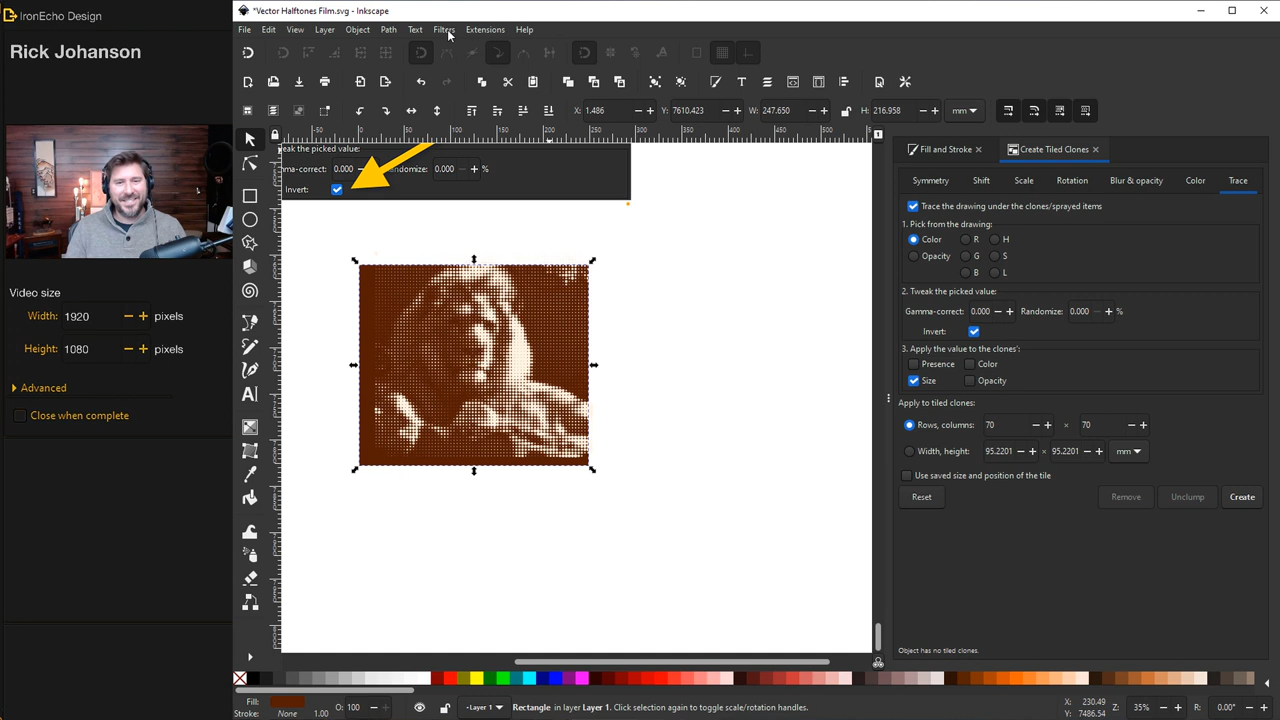 IronEcho Design
Rick Johanson
Video size
Width: 1920 pixels
Height: 1080 pixels
Advanced
Close when complete
*Vector Halftones Film.svg - Inkscape
File Edit View Layer Object Path Text Filters Extensions Help
X: 1.486 Y: 7610.423 W: 247.650 H: 216.958 mm
eak the picked value:
ma-correct: 0.000 Randomize: 0.000 %
Invert:
Fill and Stroke Create Tiled Clones
Symmetry Shift Scale Rotation Blur & opacity Color Trace
Trace the drawing under the clones/sprayed items
1. Pick from the drawing:
Color R H
Opacity G S
B L
2. Tweak the picked value:
Gamma-correct: 0.000 Randomize: 0.000 %
Invert:
3. Apply the value to the clones':
Presence Color
Size Opacity
Apply to tiled clones:
Rows, columns: 70 × 70
Width, height: 95.2201 × 95.2201 mm
Use saved size and position of the tile
Reset Remove Unclump Create
Object has no tiled clones.
Fill:
Stroke: None 1.00
O: 100
-Layer 1
Rectangle in layer Layer 1. Click selection again to toggle scale/rotation handles.
X: 230.49
Y: 7486.54
Z: 35%
R: 0.00°